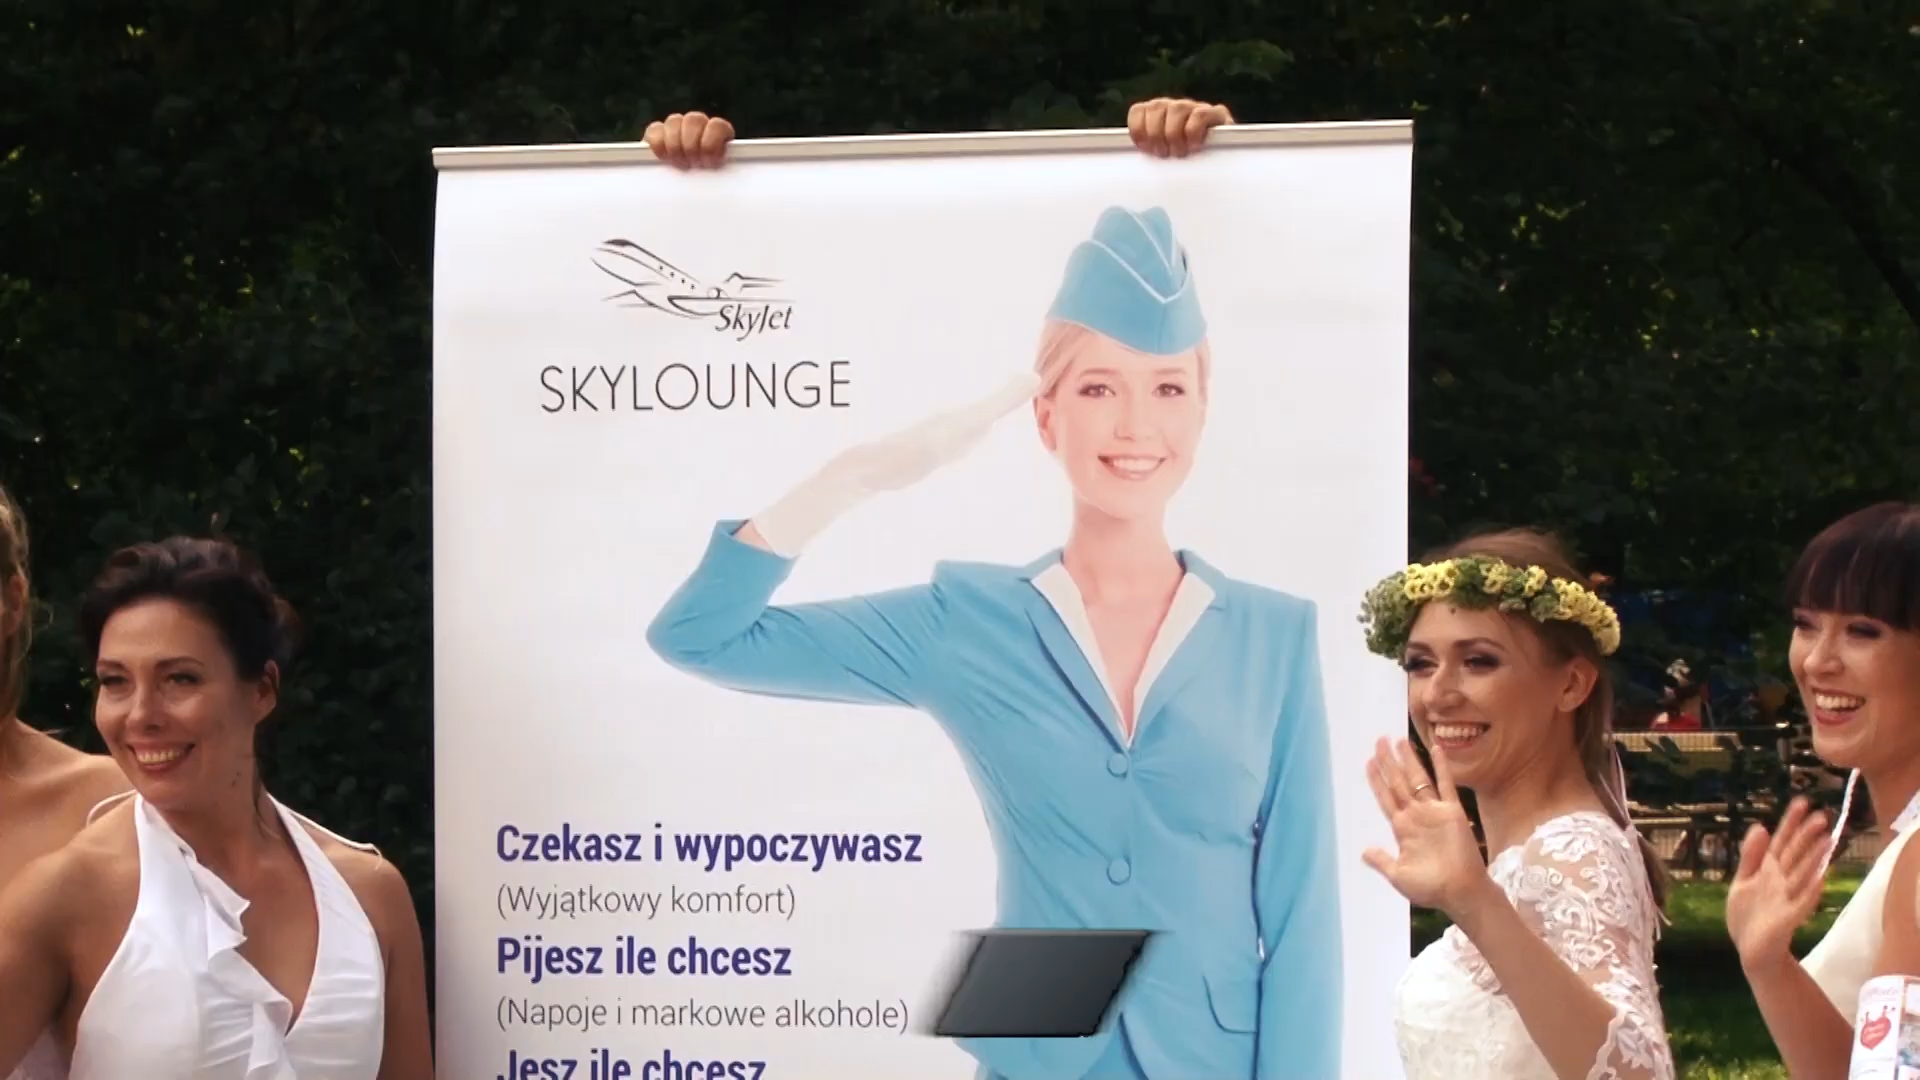 SkyJet
SKYLOUNGE
Czekasz i wypoczywasz
(Wyjątkowy komfort)
Pijesz ile chcesz
(Napoje i markowe alkohole)
Jesz ile chcesz